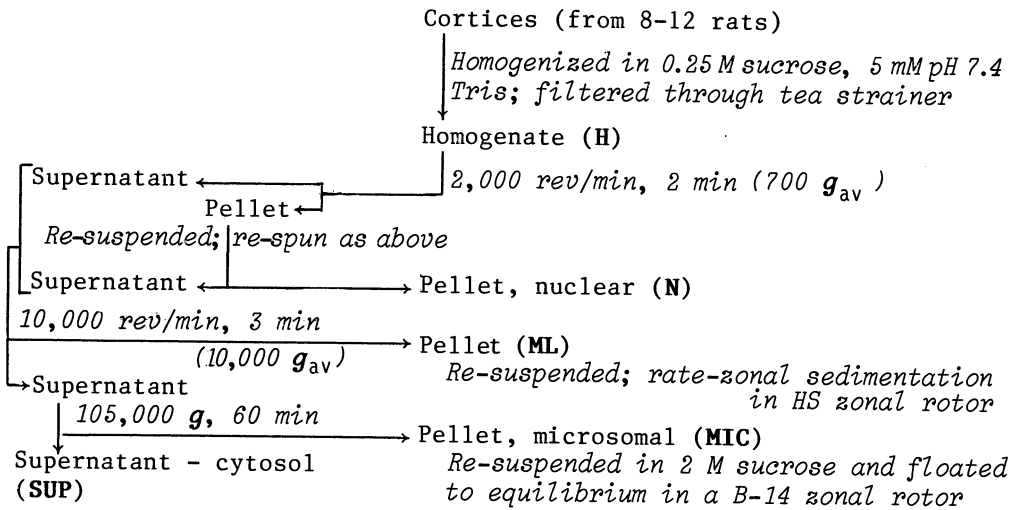 Cortices (from 8-12 rats)
Homogenized in 0.25 M sucrose, 5 mM pH 7.4
Tris; filtered through tea strainer
Homogenate (H)
Supernatant
2,000 rev/min, 2 min (700 gav )
Pellet
Re-suspended; re-spun as above
Supernatant
Pellet, nuclear (N)
10,000 rev/min, 3 min
Pellet (ML)
(10,000 gav)
Re-suspended; rate-zonal sedimentation
in HS zonal rotor
Supernatant
105,000 g, 60 min
Pellet, microsomal (MIC)
Supernatant - cytosol
(SUP)
Re-suspended in 2 M sucrose and floated
to equilibrium in a B-14 zonal rotor